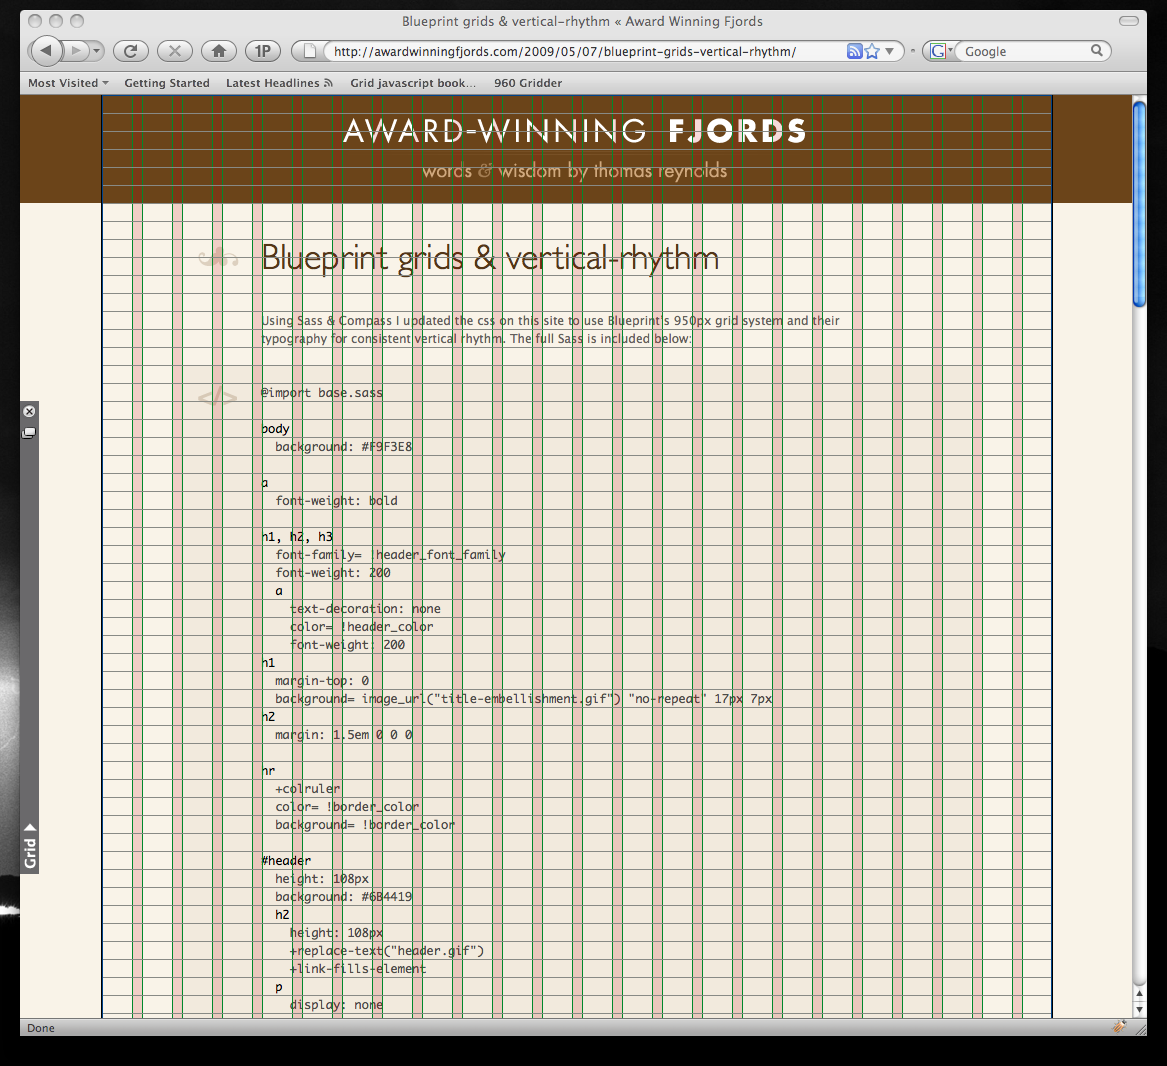 Blueprint grids & vertical-rhythm « Award Winning Fjords
1P
http://awardwinningfjords.com/2009/05/07/blueprint-grids-vertical-rhythm/
G
Google
Most Visited
Getting Started
Latest Headlines
Grid javascript book...
960 Gridder
AWARD-WINNING FJORDS
words & wisdom by thomas reynolds
Blueprint grids & vertical-rhythm
Using Sass & Compass I updated the css on this site to use Blueprint's 950px grid system and their
typography for consistent vertical rhythm. The full Sass is included below:
</>
@import base.sass
body
background: #F9F3E8
a
font-weight: bold
h1, h2, h3
font-family= !header_font_family
font-weight: 200
a
text-decoration: none
color= !header_color
font-weight: 200
h1
margin-top: 0
background= image_url("title-embellishment.gif") "no-repeat" 17px 7px
h2
margin: 1.5em 0 0 0
hr
+colruler
color= !border_color
background= !border_color
#header
height: 108px
background: #6B4419
h2
height: 108px
+replace-text("header.gif")
+link-fills-element
p
display: none
Grid
Done